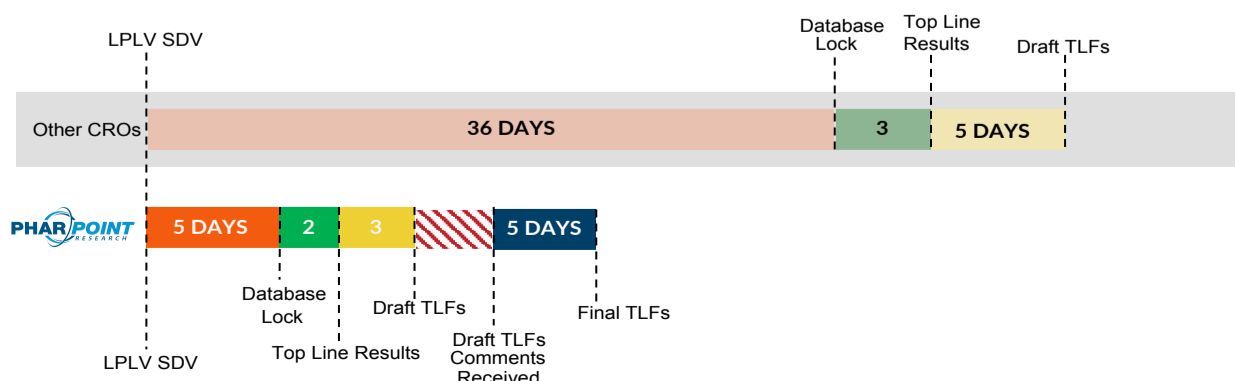 LPLV SDV
Database
Lock
Top Line
Results
Draft TLFs
Other CROs
36 DAYS
3
5 DAYS
PHARPOINT
RESEARCH
5 DAYS
2
3
5 DAYS
Database
Lock
Draft TLFs
Final TLFs
LPLV SDV
Top Line Results
Draft TLFs
Comments
Received